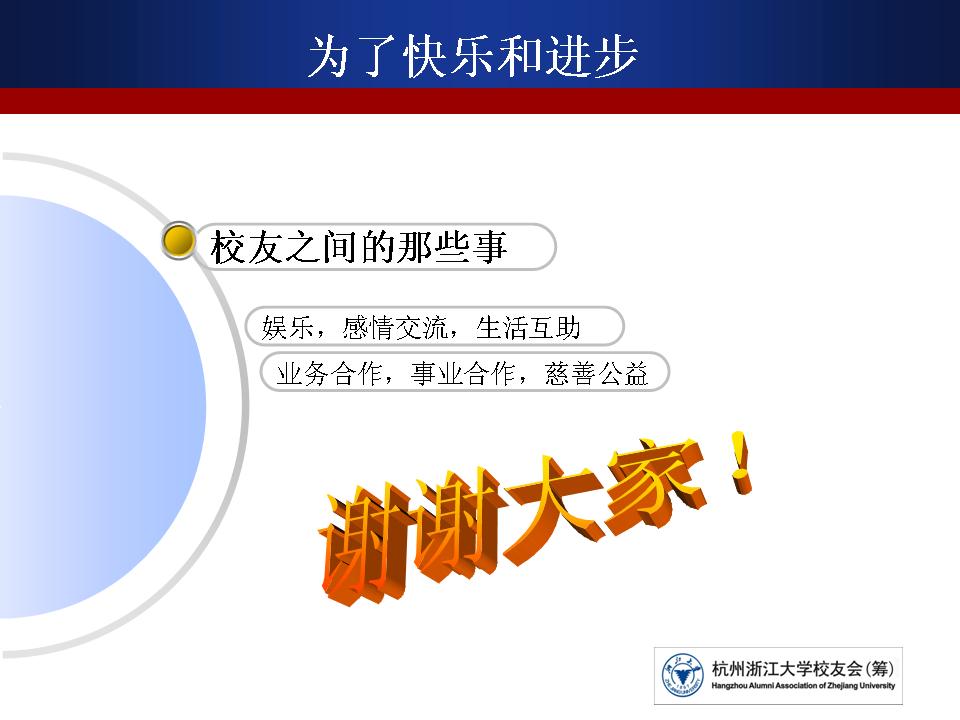 为了快乐和进步
校友之间的那些事
娱乐，感情交流，生活互助
业务合作，事业合作，慈善公益
谢谢大家！
杭州浙江大学校友会（筹）
Hangzhou Alumni Association of Zhejiang University